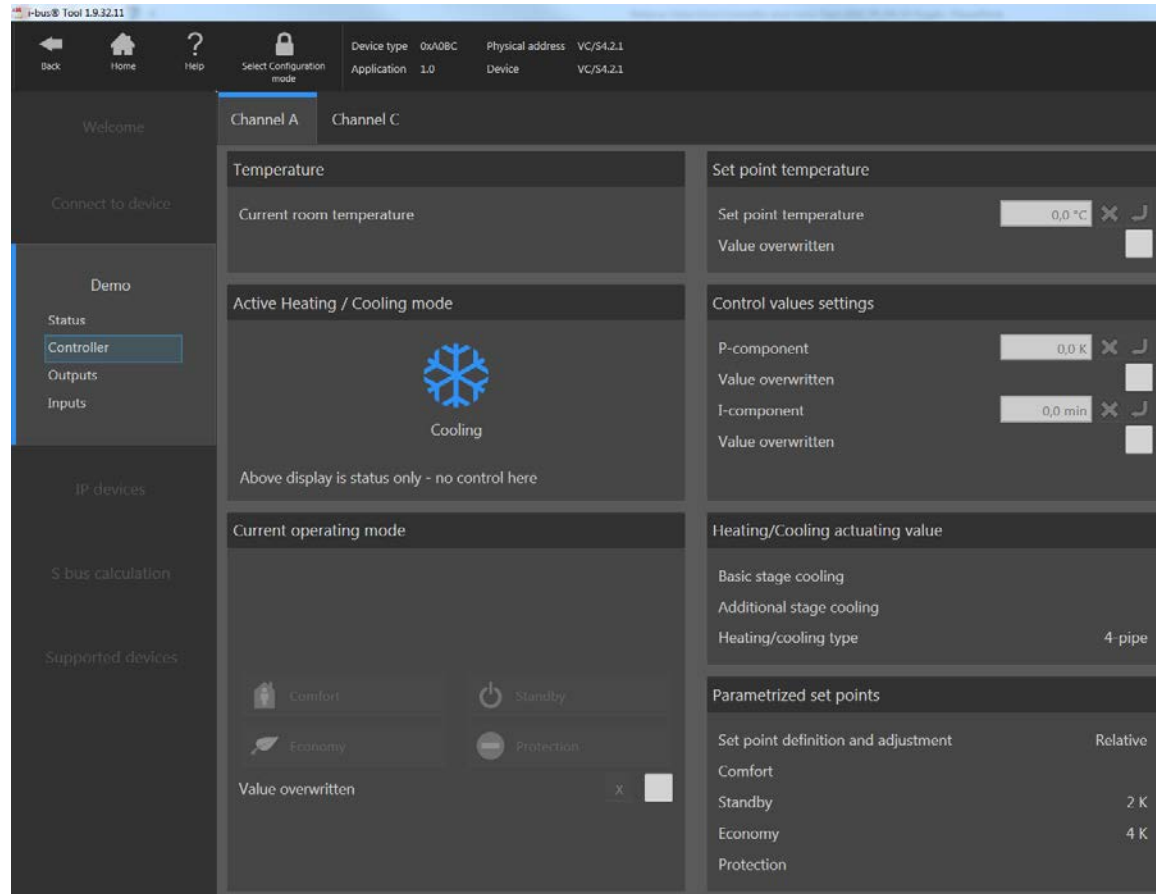 i-bus® Tool 1.9.32.11
Back
Home
Help
Select Configuration
mode
Device type 0xA0BC Physical address VC/S4.2.1
Application 1.0 Device VC/S4.2.1
Welcome
Connect to device
Demo
Status
Controller
Outputs
Inputs
IP devices
S bus calculation
Supported devices
Channel A Channel C
Temperature
Current room temperature
Active Heating / Cooling mode
Cooling
Above display is status only - no control here
Current operating mode
Comfort Standby
Economy Protection
Value overwritten X
Set point temperature
Set point temperature 0,0 °C
Value overwritten
Control values settings
P-component 0,0 K
Value overwritten
I-component 0,0 min
Value overwritten
Heating/Cooling actuating value
Basic stage cooling
Additional stage cooling
Heating/cooling type 4-pipe
Parametrized set points
Set point definition and adjustment Relative
Comfort
Standby 2 K
Economy 4 K
Protection